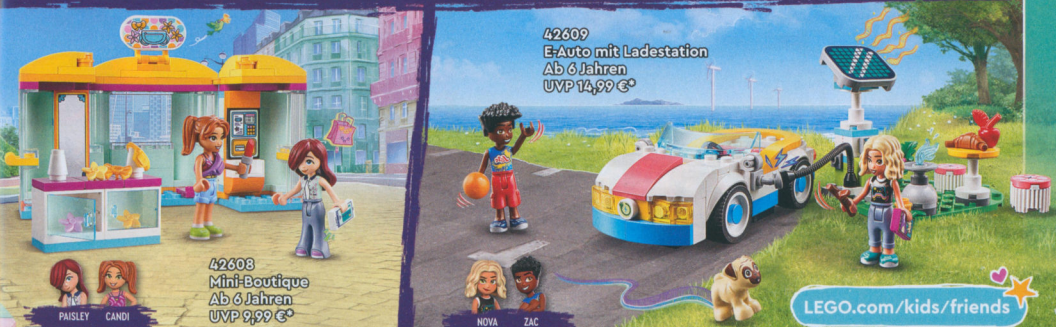 42608
Mini-Boutique
Ab 6 Jahren
UVP 9,99 €*
PAISLEY CANDI
42609
E-Auto mit Ladestation
Ab 6 Jahren
UVP 14,99 €*
NOVA ZAC
LEGO.com/kids/friends